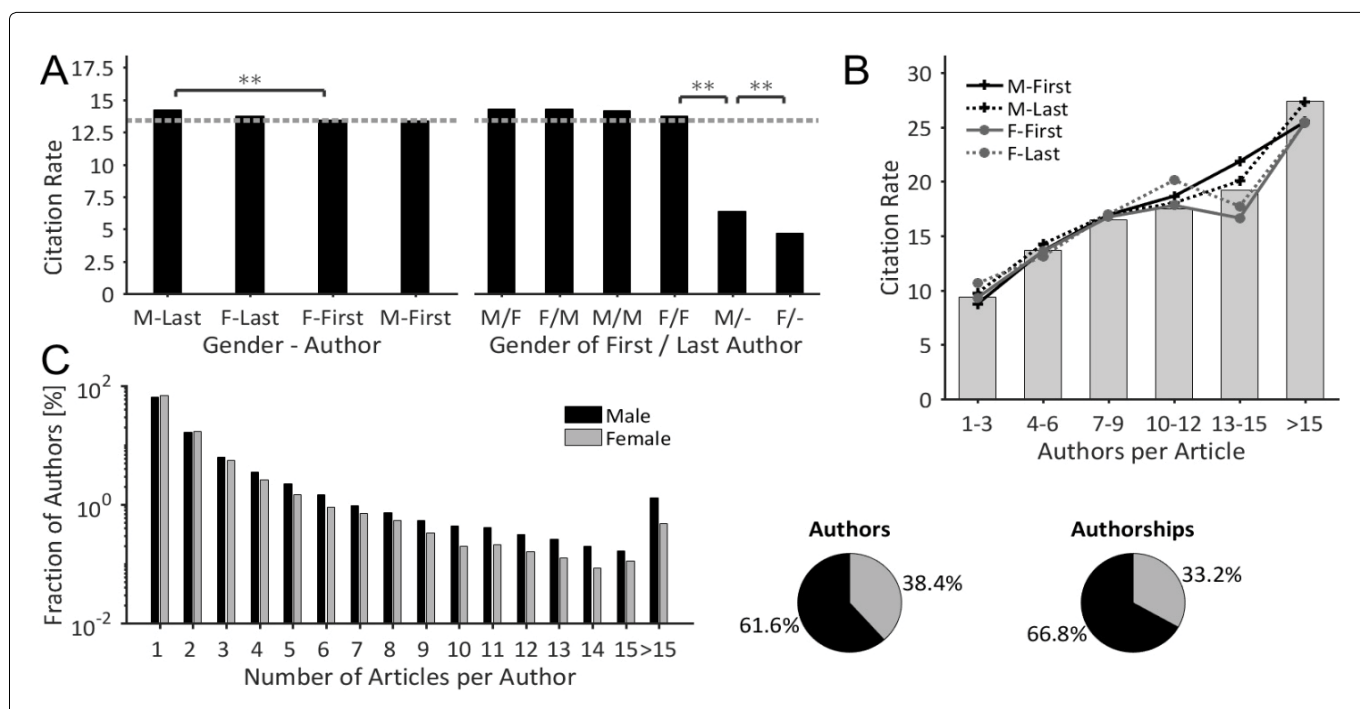 A
17.5
15
12.5
10
7.5
5
2.5
0
Citation Rate
**
** **
M-Last F-Last F-First M-First
Gender - Author
M/F F/M M/M F/F M/- F/-
Gender of First / Last Author
B
30
25
20
15
10
5
0
Citation Rate
M-First
M-Last
F-First
F-Last
1-3 4-6 7-9 10-12 13-15 >15
Authors per Article
C
10^2
10^0
10^-2
Fraction of Authors [%]
Male
Female
1 2 3 4 5 6 7 8 9 10 11 12 13 14 15 >15
Number of Articles per Author
Authors
38.4%
61.6%
Authorships
33.2%
66.8%